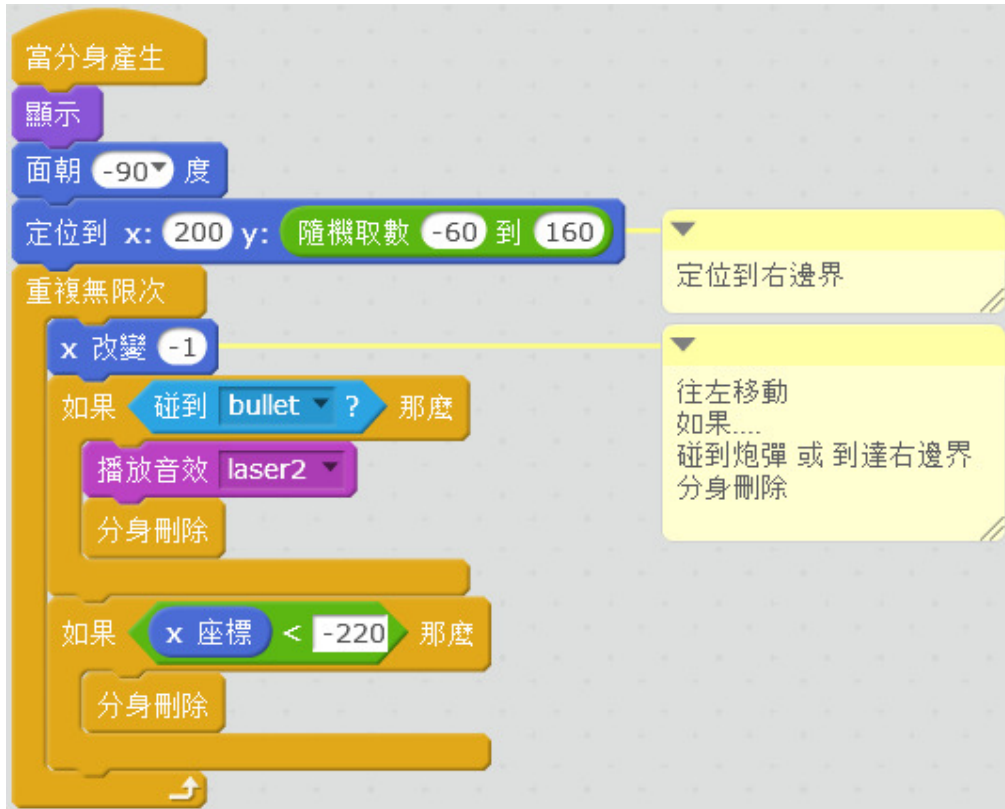 當分身產生
顯示
面朝 -90 度
定位到 x: 200 y: 隨機取數 -60 到 160
定位到右邊界
重複無限次
x 改變 -1
往左移動
如果....
碰到炮彈 或 到達右邊界
分身刪除
如果 碰到 bullet ? 那麼
播放音效 laser2
分身刪除
如果 x 座標 < -220 那麼
分身刪除